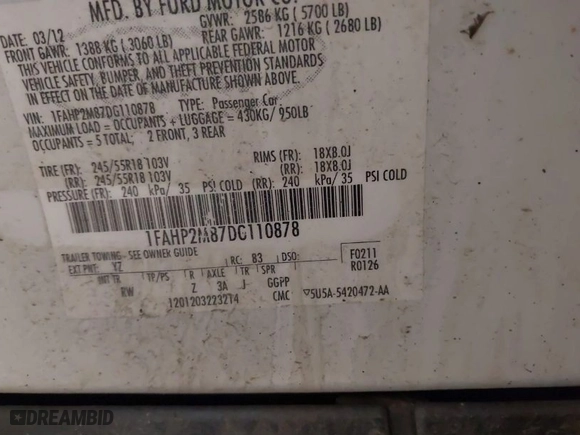 MFD. BY FORD MOTOR CO.
DATE: 03/12 GVWR: 2586 KG (5700 LB)
FRONT GAWR: 1388 KG (3060LB) REAR GAWR: 1216 KG (2680 LB)
THIS VEHICLE CONFORMS TO ALL APPLICABLE FEDERAL MOTOR
VEHICLE SAFETY, BUMPER, AND THEFT PREVENTION STANDARDS
IN EFFECT ON THE DATE OF MANUFACTURE SHOWN ABOVE.
VIN: 1FAHP2M87DG110878 TYPE: Passenger Car
MAXIMUM LOAD = OCCUPANTS + LUGGAGE = 430KG/ 950LB
OCCUPANTS = 5 TOTAL; 2 FRONT, 3 REAR
TIRE (FR): 245/55R18 103V RIMS (FR): 18X8.0J
(RR): 245/55R18 103V (RR): 18X8.0J
PRESSURE (FR): 240 kPa/ 35 PSI COLD (RR): 240 kPa/ 35 PSI COLD
1FAHP2M87DG110878
TRAILER TOWING- SEE OWNER GUIDE
EXT PNT: YZ RC: 83 DSO: F0211
INT TR TP/PS R AXLE TR SPR R0126
RW Z 3A J GGPP
12012032232T4 CMC ▽5U5A-5420472-AA
DREAMBID